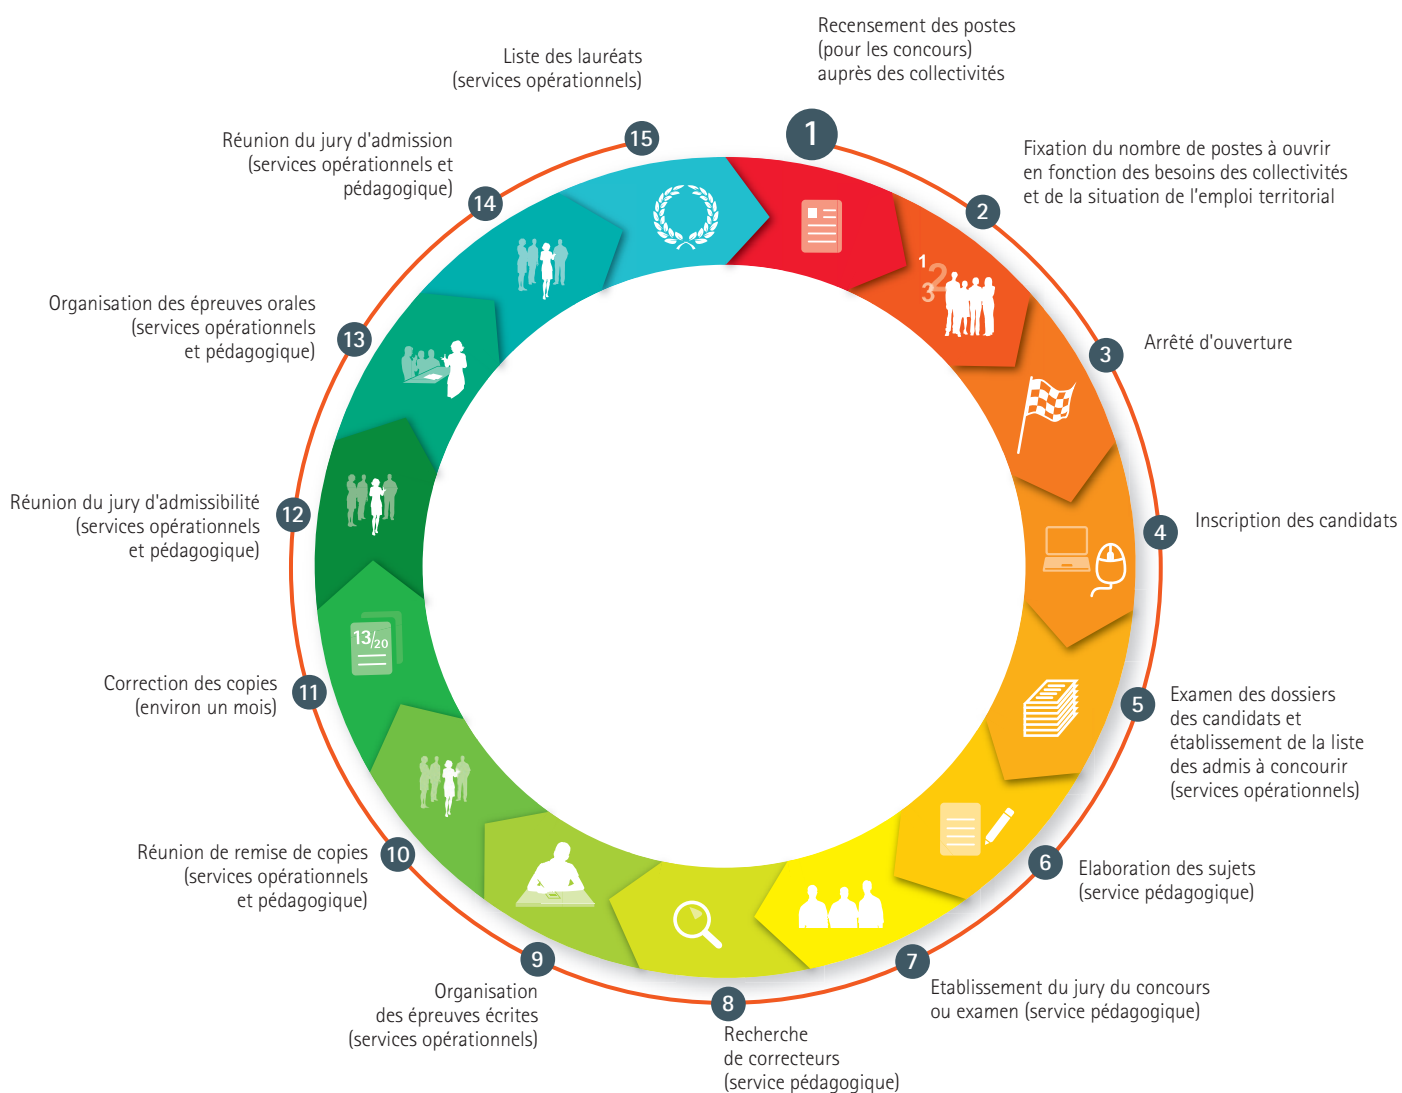 1
Recensement des postes
(pour les concours)
auprès des collectivités
2
Fixation du nombre de postes à ouvrir
en fonction des besoins des collectivités
et de la situation de l'emploi territorial
1
2
3
3
Arrêté d'ouverture
4
Inscription des candidats
5
Examen des dossiers
des candidats et
établissement de la liste
des admis à concourir
(services opérationnels)
6
Elaboration des sujets
(service pédagogique)
7
Etablissement du jury du concours
ou examen (service pédagogique)
8
Recherche
de correcteurs
(service pédagogique)
9
Organisation
des épreuves écrites
(services opérationnels)
10
Réunion de remise de copies
(services opérationnels
et pédagogique)
11
Correction des copies
(environ un mois)
13/20
12
Réunion du jury d'admissibilité
(services opérationnels
et pédagogique)
13
Organisation des épreuves orales
(services opérationnels
et pédagogique)
14
Réunion du jury d'admission
(services opérationnels et
pédagogique)
15
Liste des lauréats
(services opérationnels)